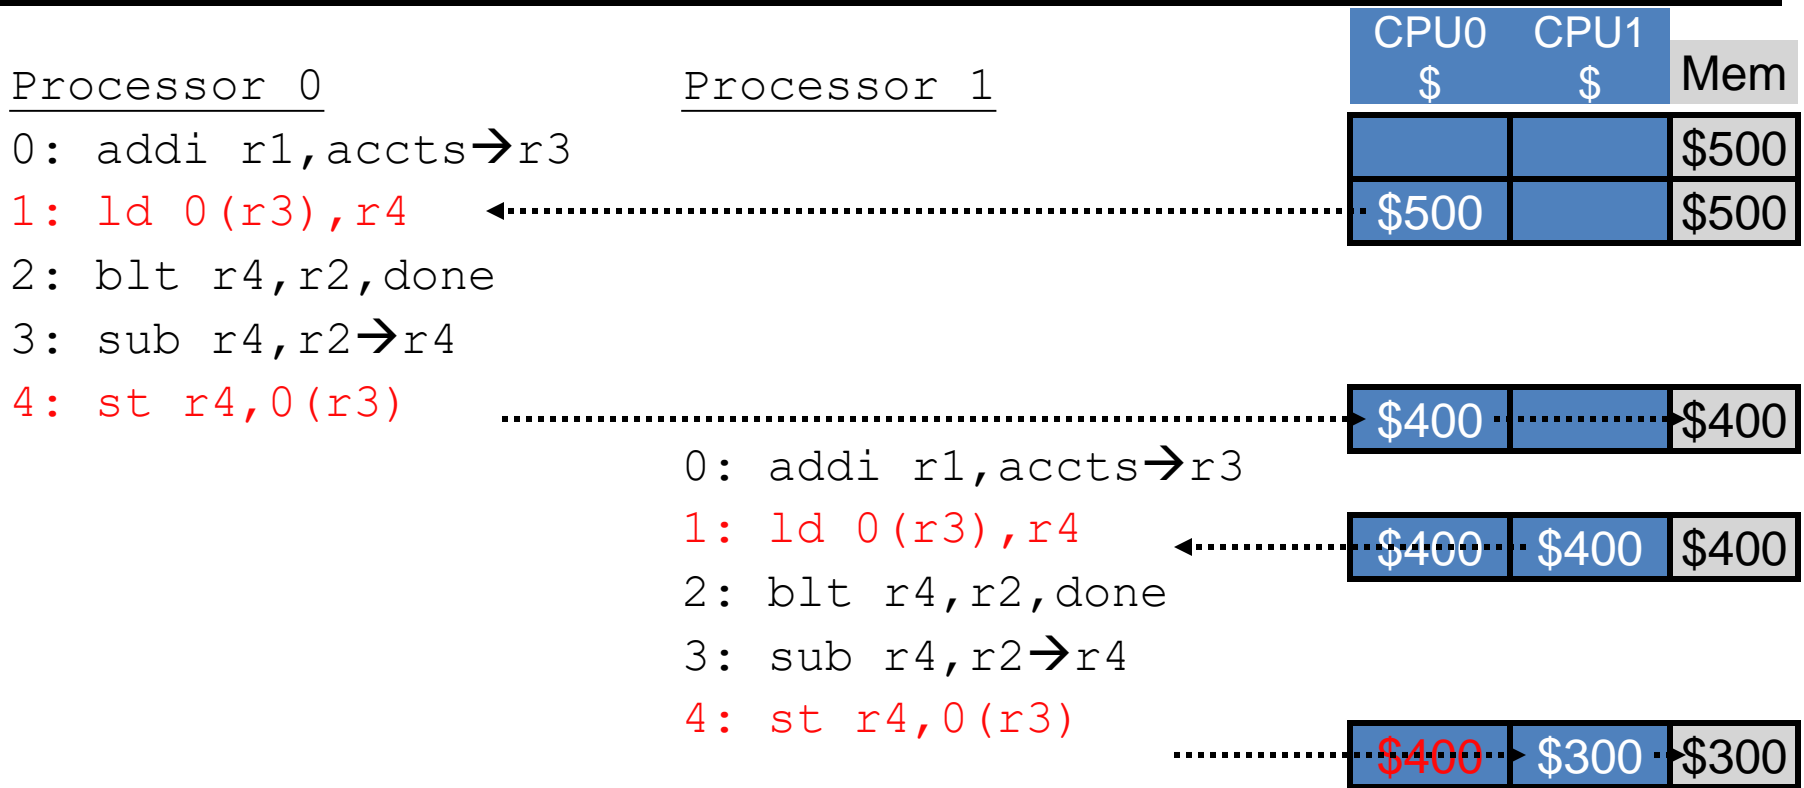 CPU0 CPU1
$ $ Mem
Processor 0 Processor 1
0: addi r1,accts→r3 $500
1: ld 0(r3),r4 $500 $500
2: blt r4,r2,done
3: sub r4,r2→r4
4: st r4,0(r3) $400 $400
0: addi r1,accts→r3
1: ld 0(r3),r4 $400 $400 $400
2: blt r4,r2,done
3: sub r4,r2→r4
4: st r4,0(r3)
$400 $300 $300